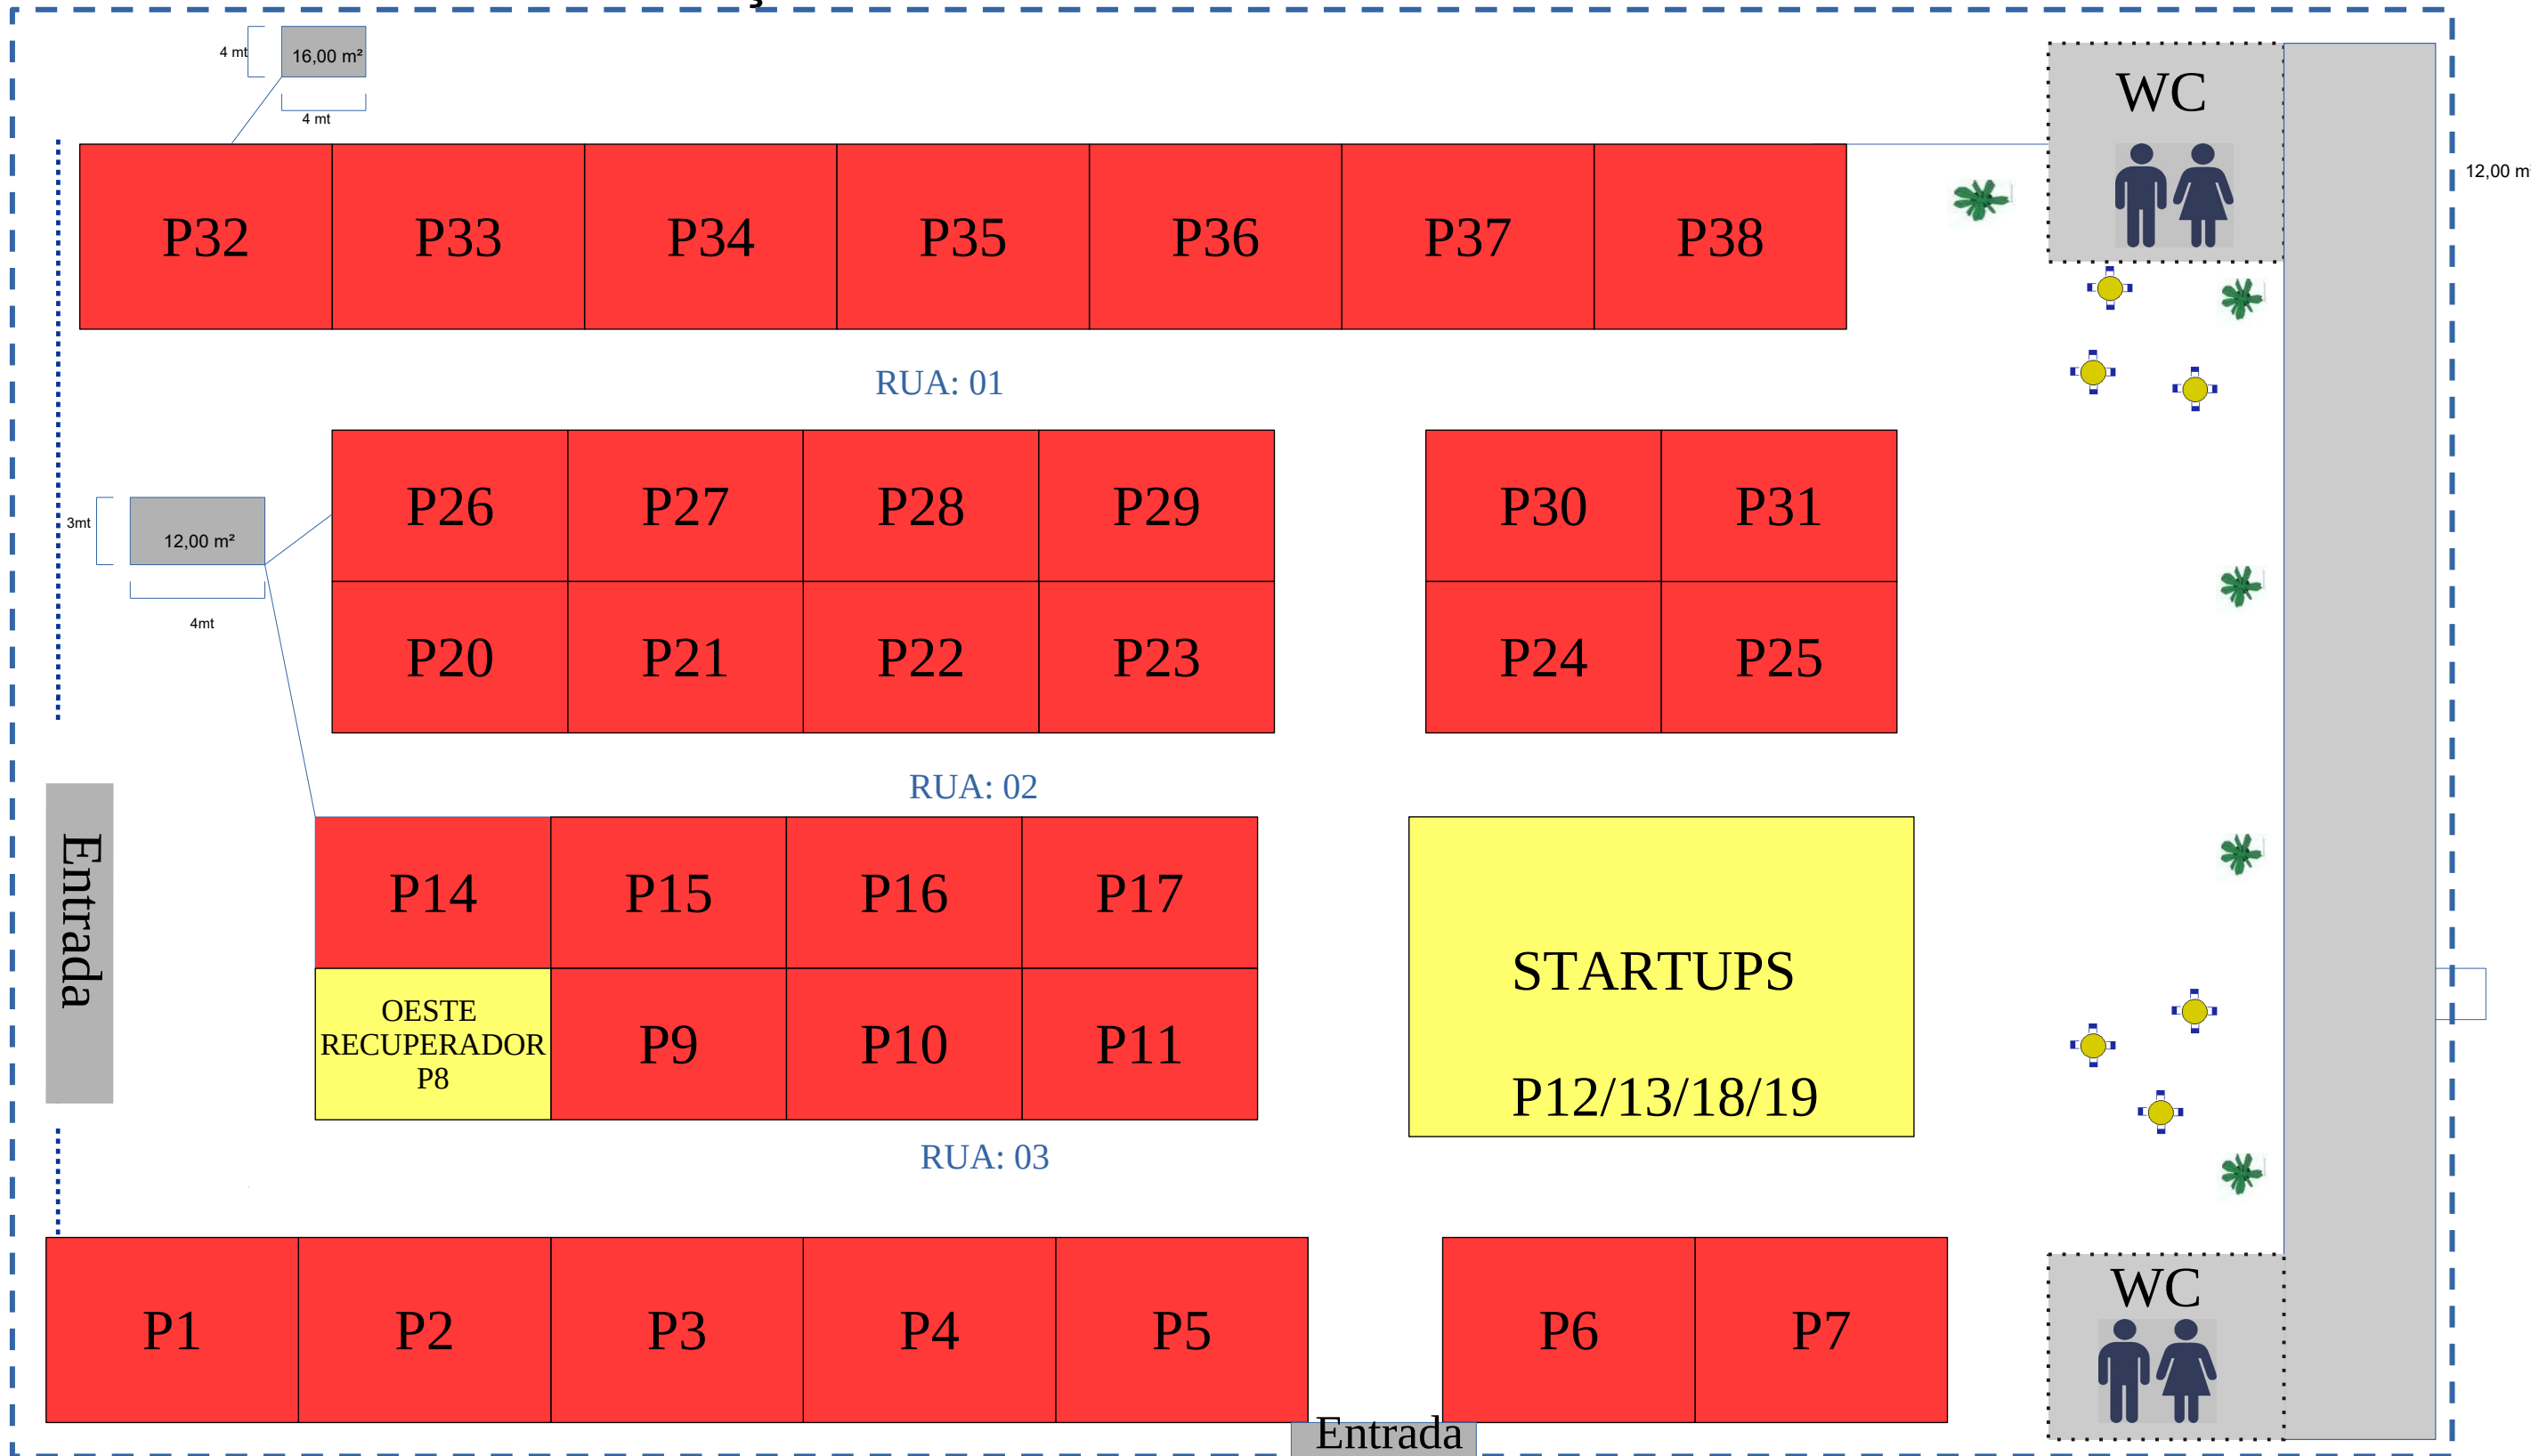 4 mt
16,00 m²
4 mt
WC
12,00 m²
P32
P33
P34
P35
P36
P37
P38
RUA: 01
P26
P27
P28
P29
P30
P31
3mt
12,00 m²
4mt
P20
P21
P22
P23
P24
P25
RUA: 02
Entrada
P14
P15
P16
P17
OESTE
RECUPERADOR
P8
P9
P10
P11
STARTUPS
P12/13/18/19
RUA: 03
P1
P2
P3
P4
P5
P6
P7
WC
Entrada